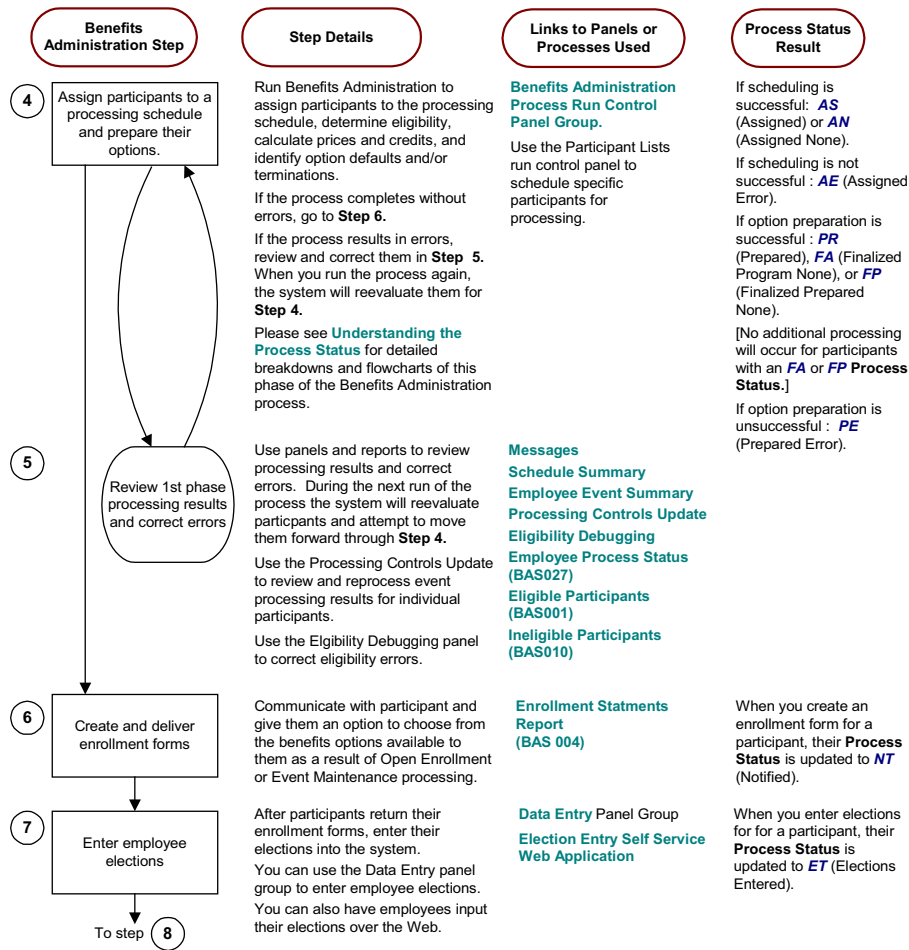 Benefits
Administration Step
Step Details
Links to Panels or
Processes Used
Process Status
Result
4
Assign participants to a
processing schedule
and prepare their
options.
Run Benefits Administration to
assign participants to the processing
schedule, determine eligibility,
calculate prices and credits, and
identify option defaults and/or
terminations.
If the process completes without
errors, go to Step 6.
If the process results in errors,
review and correct them in Step 5.
When you run the process again,
the system will reevaluate them for
Step 4.
Please see Understanding the
Process Status for detailed
breakdowns and flowcharts of this
phase of the Benefits Administration
process.
Benefits Administration
Process Run Control
Panel Group.
Use the Participant Lists
run control panel to
schedule specific
participants for
processing.
If scheduling is
successful: AS
(Assigned) or AN
(Assigned None).
If scheduling is not
successful : AE (Assigned
Error).
If option preparation is
successful : PR
(Prepared), FA (Finalized
Program None), or FP
(Finalized Prepared
None).
[No additional processing
will occur for participants
with an FA or FP Process
Status.]
If option preparation is
unsuccessful : PE
(Prepared Error).
5
Review 1st phase
processing results
and correct errors
Use panels and reports to review
processing results and correct
errors. During the next run of the
process the system will reevaluate
particpants and attempt to move
them forward through Step 4.
Use the Processing Controls Update
to review and reprocess event
processing results for individual
participants.
Use the Elgibility Debugging panel
to correct eligibility errors.
Messages
Schedule Summary
Employee Event Summary
Processing Controls Update
Eligibility Debugging
Employee Process Status
(BAS027)
Eligible Participants
(BAS001)
Ineligible Participants
(BAS010)
6
Create and deliver
enrollment forms
Communicate with participant and
give them an option to choose from
the benefits options available to
them as a result of Open Enrollment
or Event Maintenance processing.
Enrollment Statments
Report
(BAS 004)
When you create an
enrollment form for a
participant, their Process
Status is updated to NT
(Notified).
7
Enter employee
elections
After participants return their
enrollment forms, enter their
elections into the system.
You can use the Data Entry panel
group to enter employee elections.
You can also have employees input
their elections over the Web.
Data Entry Panel Group
Election Entry Self Service
Web Application
When you enter elections
for for a participant, their
Process Status is
updated to ET (Elections
Entered).
To step 8